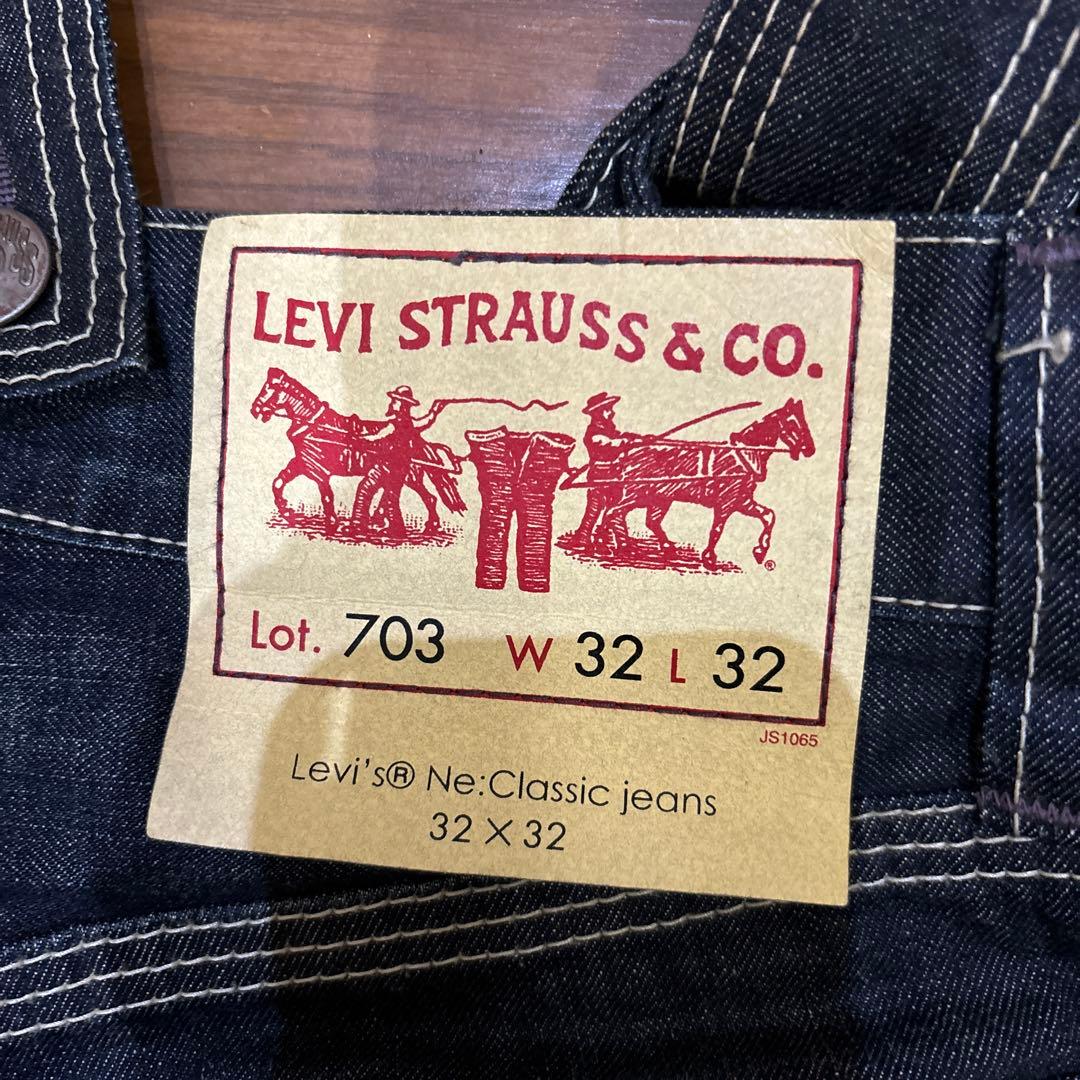 LEVI STRAUSS & CO.
®
Lot. 703 W 32 L 32
JS1065
Levi's® Ne:Classic jeans
32 X 32